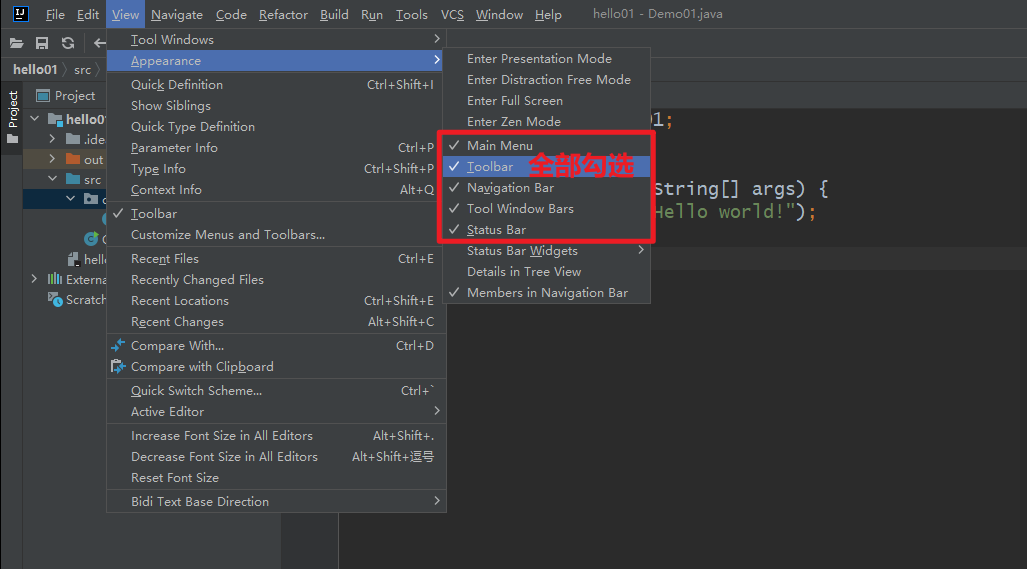 IJ File Edit View Navigate Code Refactor Build Run Tools VCS Window Help hello01 - Demo01.java
hello01 src
Project
Project
hello01
.ide
out
src
hello
Externa
Scratch
Tool Windows
Appearance
Quick Definition Ctrl+Shift+I
Show Siblings
Quick Type Definition
Parameter Info Ctrl+P
Type Info Ctrl+Shift+P
Context Info Alt+Q
Toolbar
Customize Menus and Toolbars...
Recent Files Ctrl+E
Recently Changed Files
Recent Locations Ctrl+Shift+E
Recent Changes Alt+Shift+C
Compare With... Ctrl+D
Compare with Clipboard
Quick Switch Scheme... Ctrl+`
Active Editor
Increase Font Size in All Editors Alt+Shift+.
Decrease Font Size in All Editors Alt+Shift+逗号
Reset Font Size
Bidi Text Base Direction
Enter Presentation Mode
Enter Distraction Free Mode
Enter Full Screen
Enter Zen Mode
Main Menu
Toolbar 全部勾选
Navigation Bar
Tool Window Bars
Status Bar
Status Bar Widgets
Details in Tree View
Members in Navigation Bar
1;
String[] args) {
Hello world!");